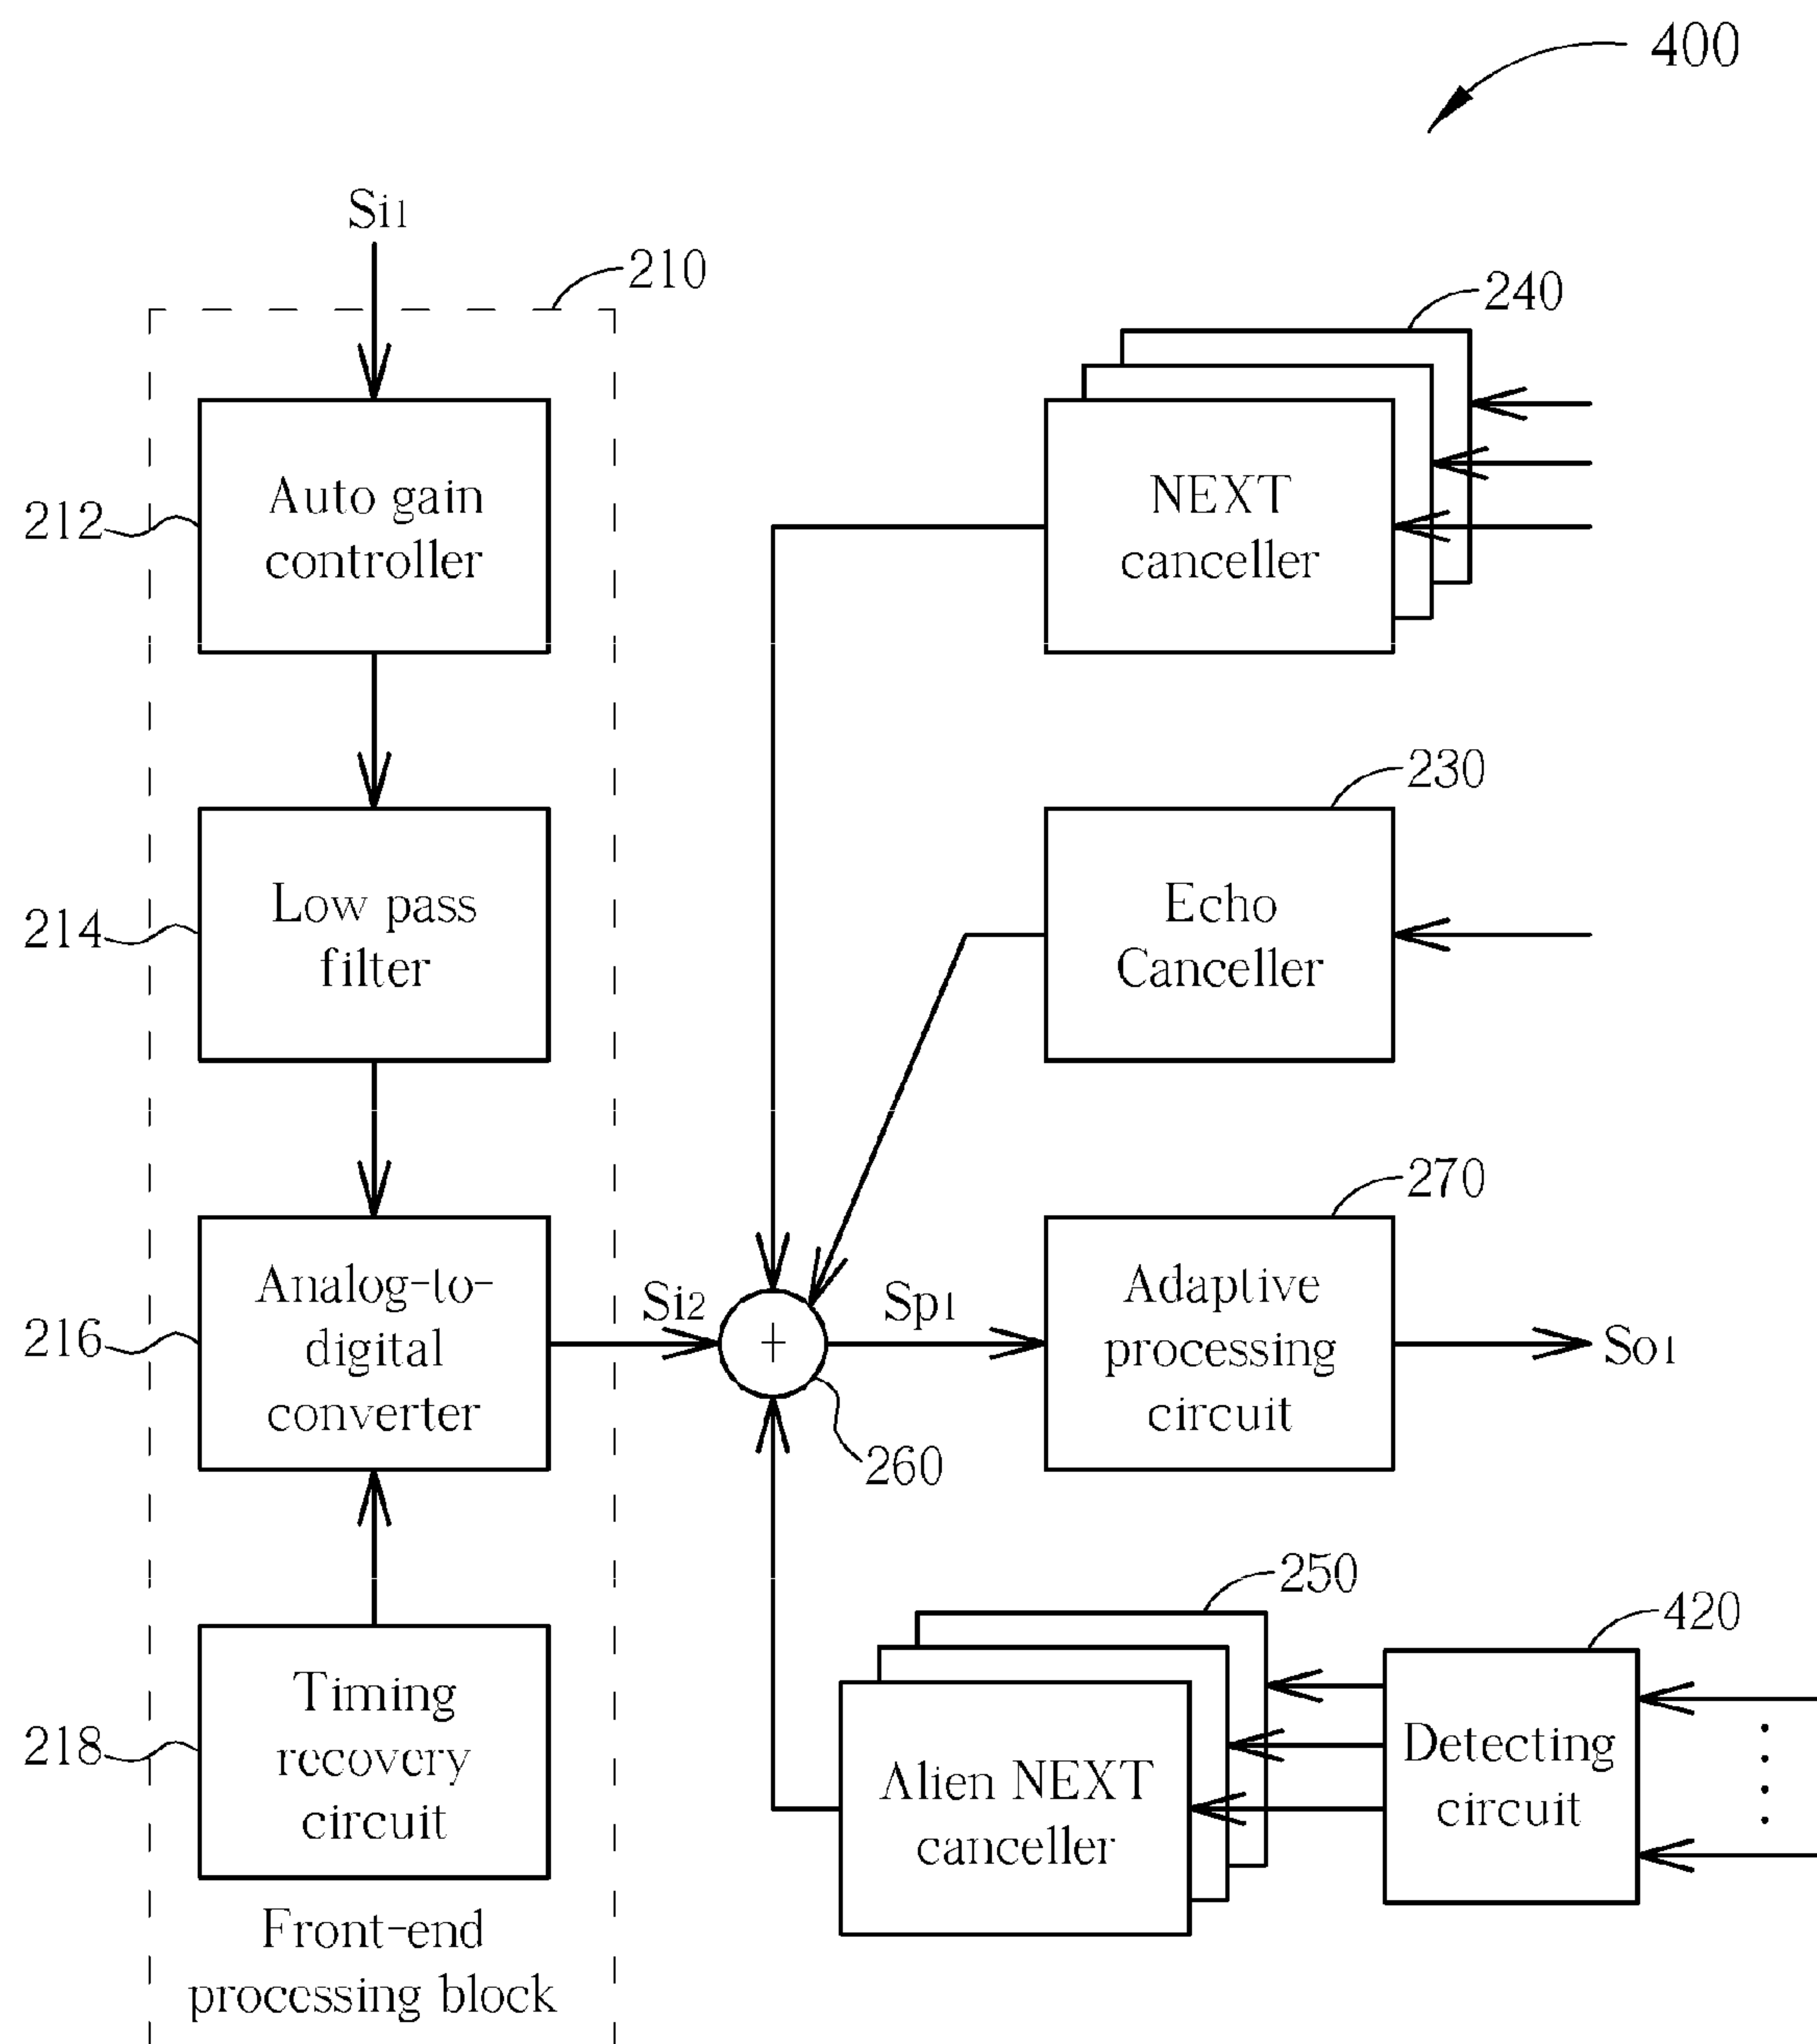 400
Si1
210
240
212
Auto gain
controller
NEXT
canceller
230
214
Low pass
filter
Echo
Canceller
270
216
Analog-to-
digital
converter
Si2
+
Sp1
Adaptive
processing
circuit
So1
260
250
420
218
Timing
recovery
circuit
Alien NEXT
canceller
Detecting
circuit
Front-end
processing block